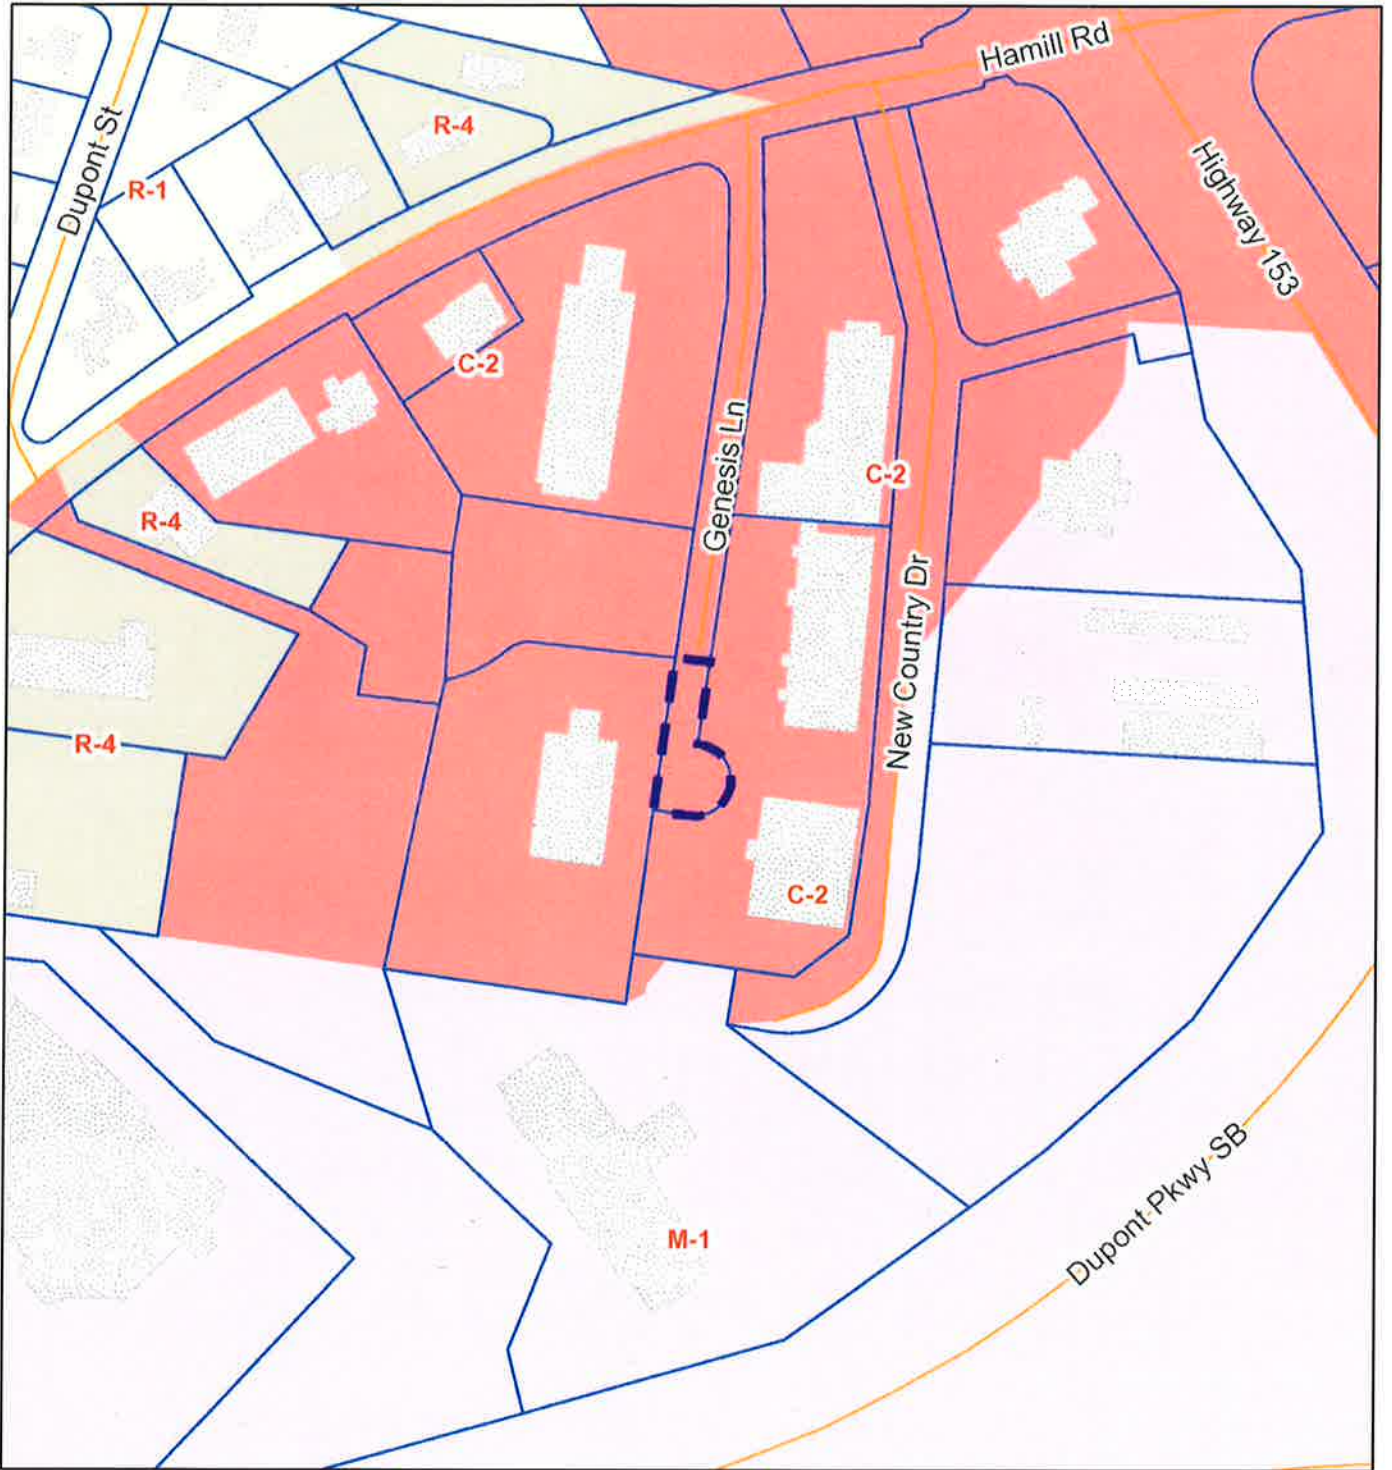 Hamill Rd
Dupont St
R-4
R-1
Highway 153
C-2
Genesis Ln
C-2
R-4
New Country Dr
R-4
C-2
Dupont Pkwy SB
M-1